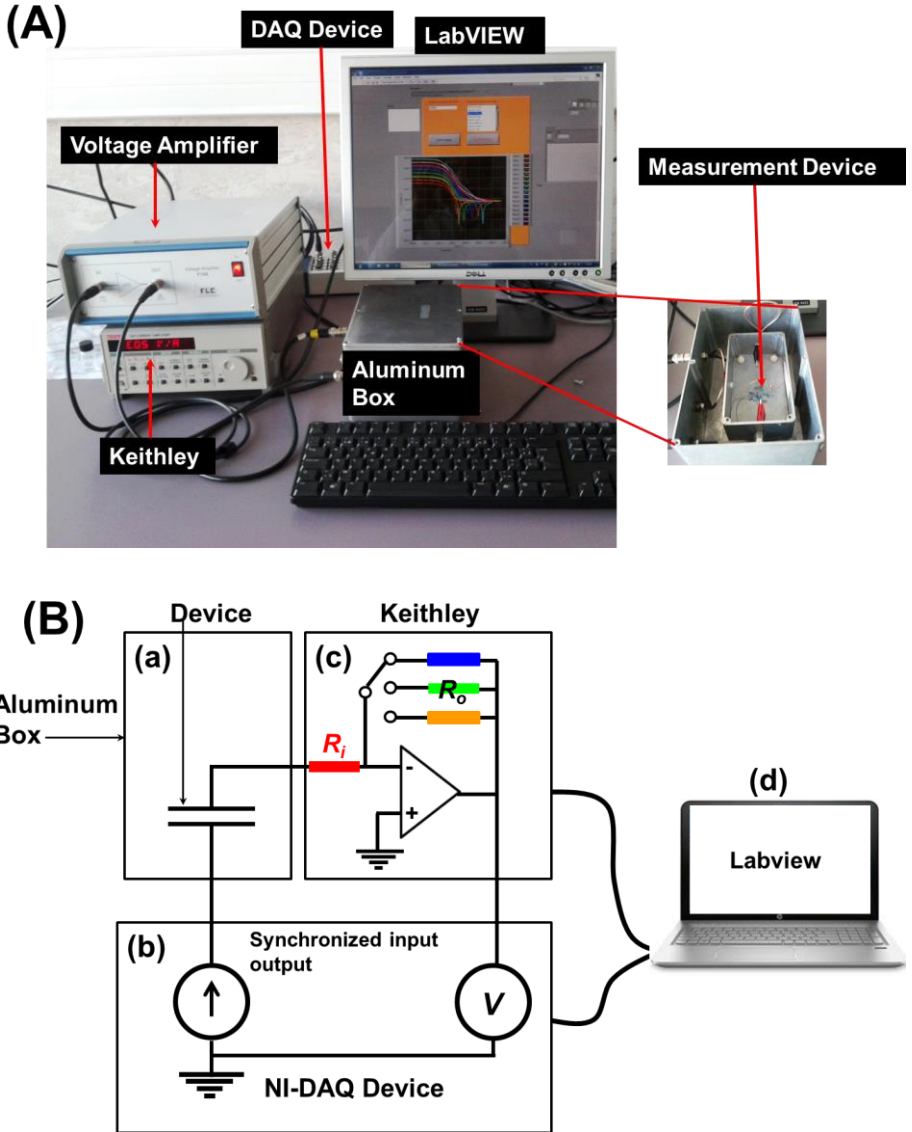 (A)
DAQ Device
LabVIEW
Voltage Amplifier
Measurement Device
DELL
Aluminum
Box
Keithley
(B)
Device
Keithley
(a)
(c)
Aluminum
Box
Ro
Ri
-
+
(d)
Labview
(b)
Synchronized input
output
V
NI-DAQ Device